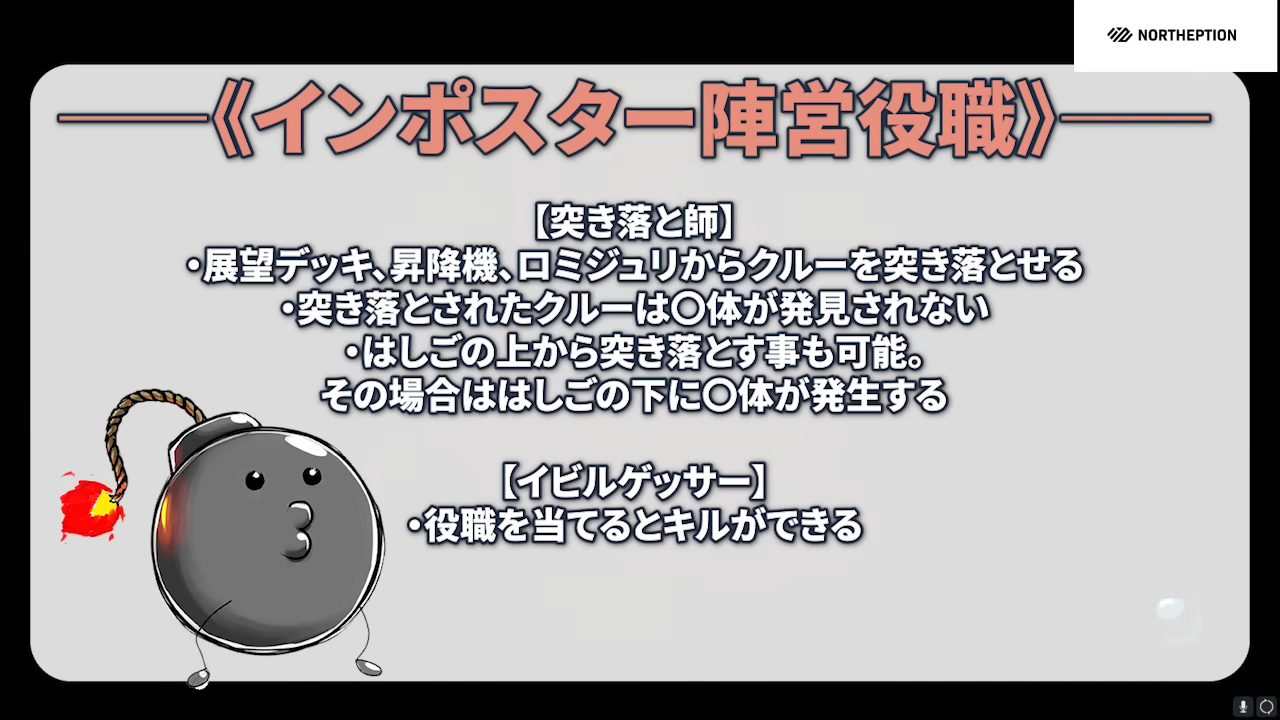 NORTHEPTION
《インポスター陣営役職》
【突き落と師】
・展望デッキ、昇降機、ロミジュリからクルーを突き落とせる
・突き落とされたクルーは〇体が発見されない
・はしごの上から突き落とす事も可能。
その場合ははしごの下に〇体が発生する
【イビルゲッサー】
・役職を当てるとキルができる